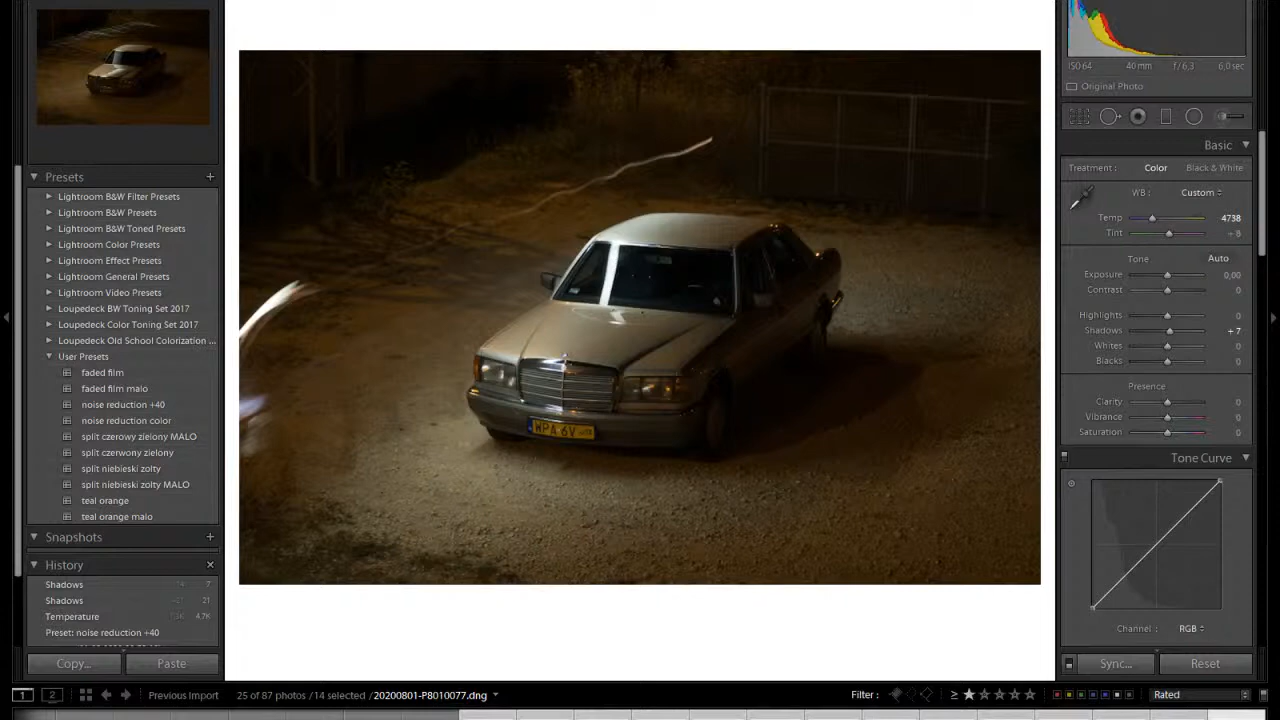 ISO 64 40 mm f / 6,3 6,0 sec
Original Photo
Basic
Treatment : Color Black & White
WB : Custom
Temp 4738
Tint + 8
Tone Auto
Exposure 0,00
Contrast 0
Highlights 0
Shadows + 7
Whites 0
Blacks 0
Presence
Clarity 0
Vibrance 0
Saturation 0
Tone Curve
Channel : RGB
Sync... Reset
Presets +
Lightroom B&W Filter Presets
Lightroom B&W Presets
Lightroom B&W Toned Presets
Lightroom Color Presets
Lightroom Effect Presets
Lightroom General Presets
Lightroom Video Presets
Loupedeck BW Toning Set 2017
Loupedeck Color Toning Set 2017
Loupedeck Old School Colorization ...
User Presets
faded film
faded film malo
noise reduction +40
noise reduction color
split czerowy zielony MALO
split czerwony zielony
split niebieski zolty
split niebieski zolty MALO
teal orange
teal orange malo
Snapshots +
History
Shadows 7
Shadows 21
Temperature 4.7K
Preset: noise reduction +40
Copy... Paste
WPA 6V
1 2 Previous Import 25 of 87 photos / 14 selected / 20200801-P8010077.dng Filter : ≥ Rated